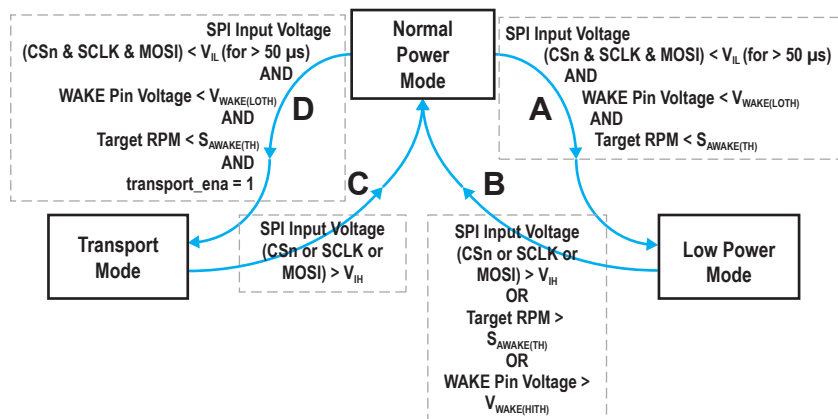 SPI Input Voltage
(CSn & SCLK & MOSI) < VIL (for > 50 µs)
AND
WAKE Pin Voltage < VWAKE(LOTH)
AND
Target RPM < SAWAKE(TH)
AND
transport_ena = 1
D
Normal
Power
Mode
SPI Input Voltage
(CSn & SCLK & MOSI) < VIL (for > 50 µs)
AND
WAKE Pin Voltage < VWAKE(LOTH)
AND
Target RPM < SAWAKE(TH)
A
C
B
Transport
Mode
SPI Input Voltage
(CSn or SCLK or
MOSI) > VIH
SPI Input Voltage
(CSn or SCLK or
MOSI) > VIH
OR
Target RPM >
SAWAKE(TH)
OR
WAKE Pin Voltage >
VWAKE(HITH)
Low Power
Mode